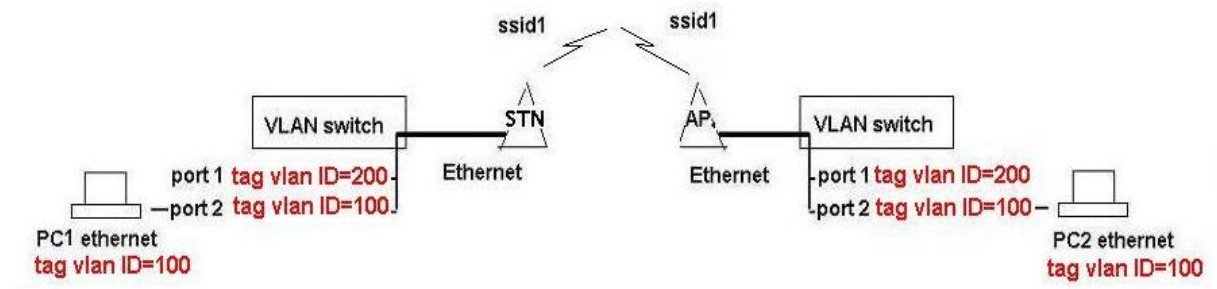 ssid1 ssid1
VLAN switch STN AP. VLAN switch
port 1 tag vlan ID=200 Ethernet Ethernet port 1 tag vlan ID=200
port 2 tag vlan ID=100 port 2 tag vlan ID=100
PC1 ethernet PC2 ethernet
tag vlan ID=100 tag vlan ID=100